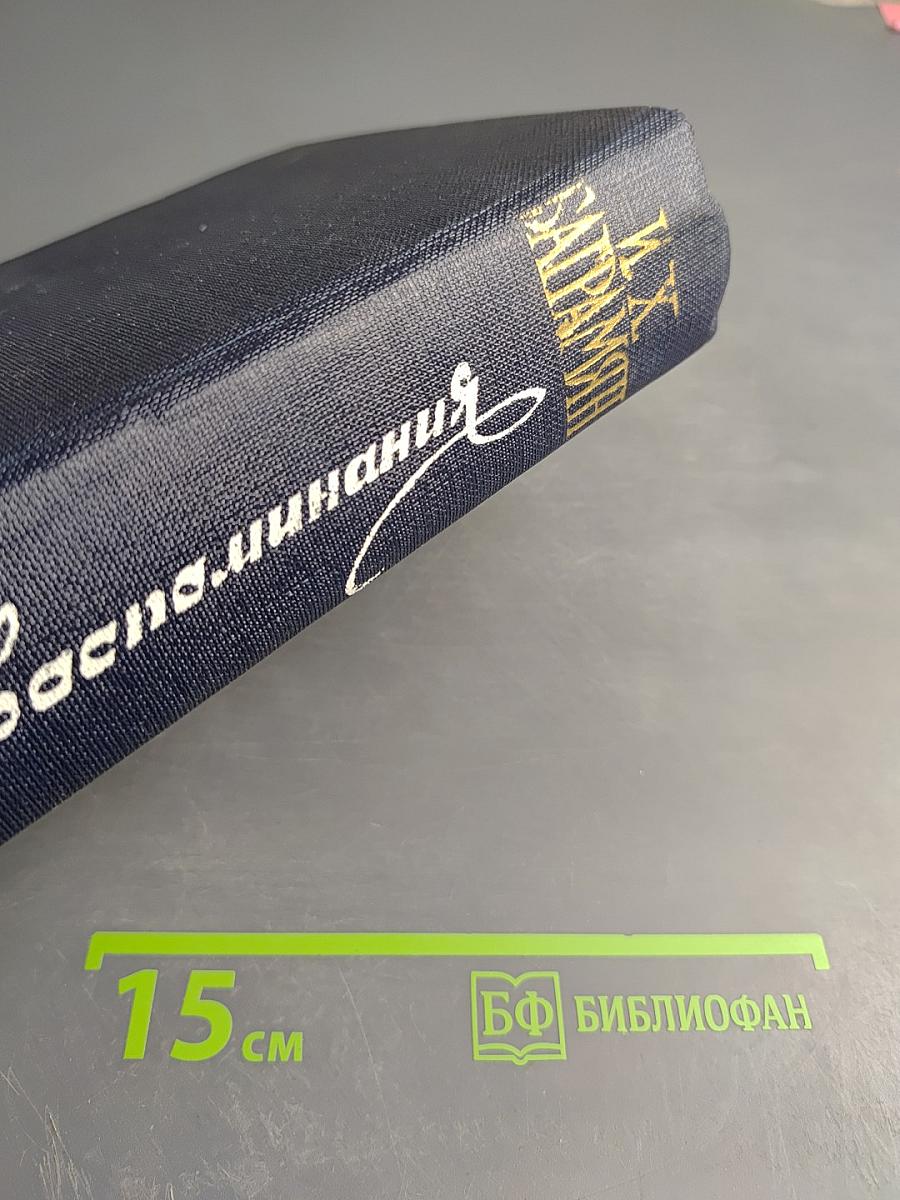 И. Х.
БАГРАМЯН
Воспоминания
15 см
БФ БИБЛИОФАН